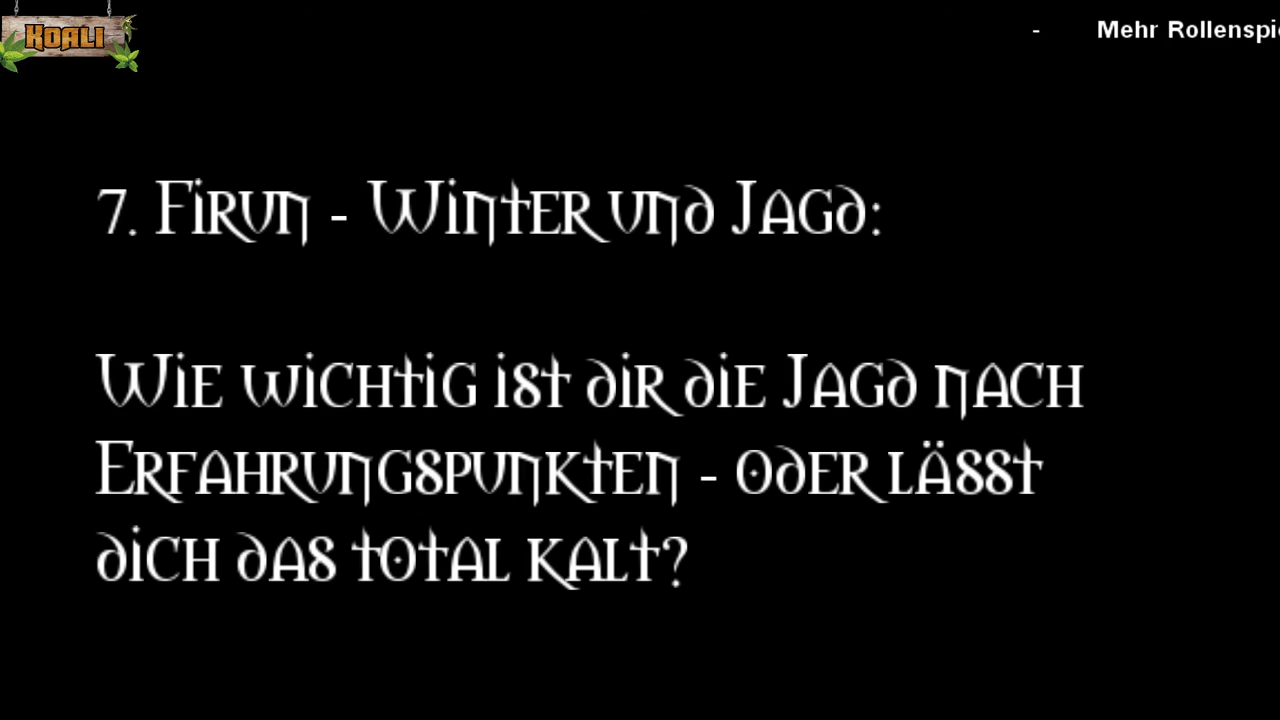 KOALI
- Mehr Rollenspi
7. Firun - Winter und Jagd:
Wie wichtig ist dir die Jagd nach
Erfahrungspunkten - oder lässt
dich das total kalt?